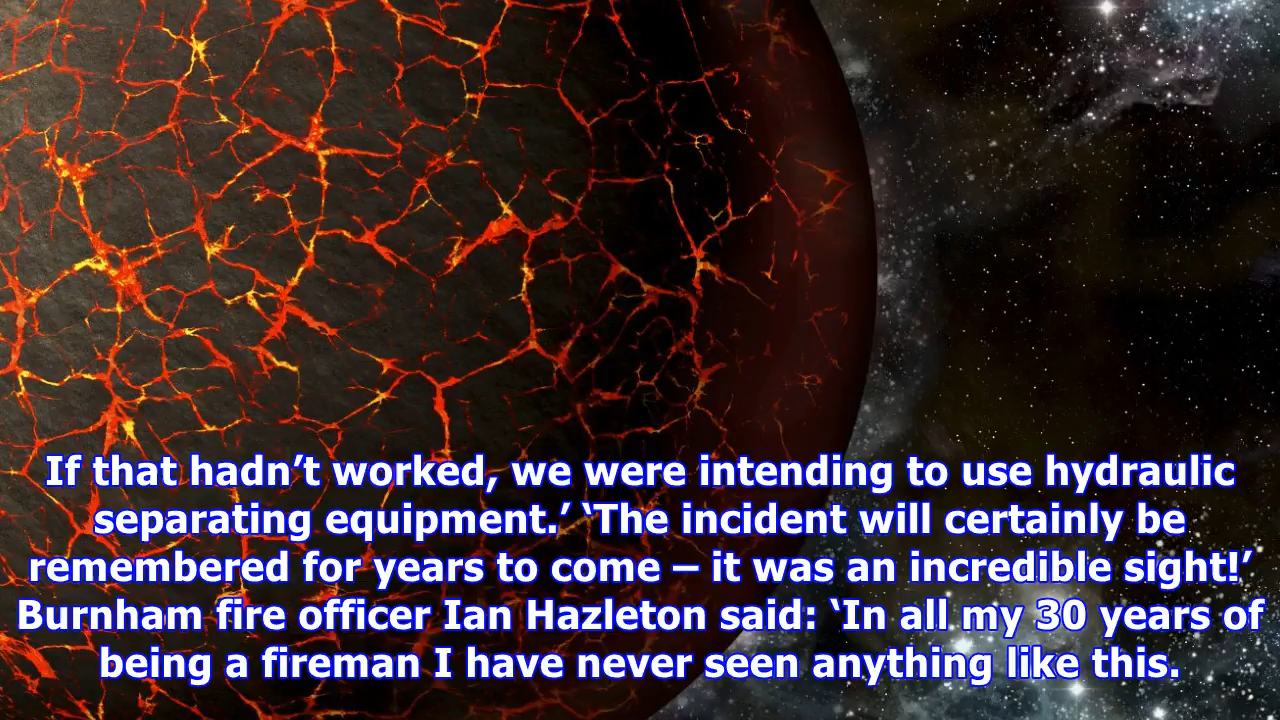 If that hadn’t worked, we were intending to use hydraulic
separating equipment.’ ‘The incident will certainly be
remembered for years to come – it was an incredible sight!’
Burnham fire officer Ian Hazleton said: ‘In all my 30 years of
being a fireman I have never seen anything like this.